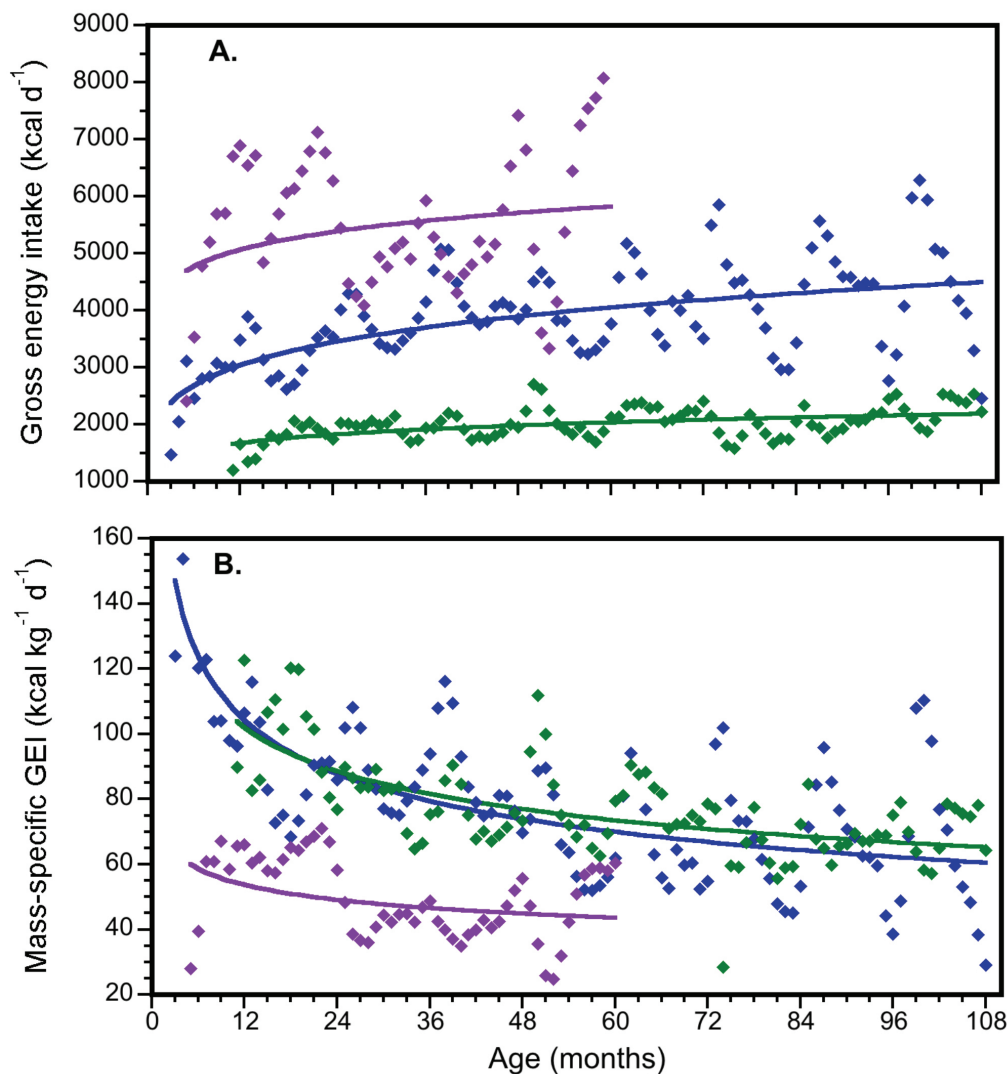 A.
Gross energy intake (kcal d⁻¹)
9000
8000
7000
6000
5000
4000
3000
2000
1000
B.
Mass-specific GEI (kcal kg⁻¹ d⁻¹)
160
140
120
100
80
60
40
20
0 12 24 36 48 60 72 84 96 108
Age (months)